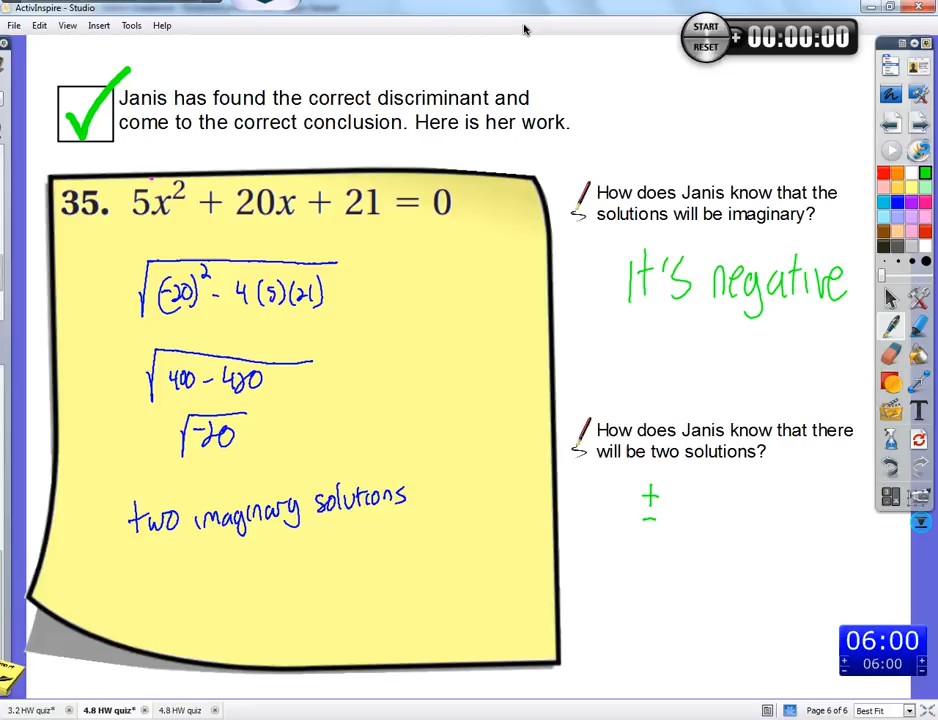 ActivInspire - Studio
File Edit View Insert Tools Help
START
RESET
+ 00:00:00
Janis has found the correct discriminant and
come to the correct conclusion. Here is her work.
35. 5x² + 20x + 21 = 0
√(-20)² - 4(5)(21)
√400 - 420
√-20
two imaginary solutions
How does Janis know that the
solutions will be imaginary?
It's negative
How does Janis know that there
will be two solutions?
±
T
06:00
+ 06:00 +
3.2 HW quiz* 4.8 HW quiz* 4.8 HW quiz
Page 6 of 6 Best Fit